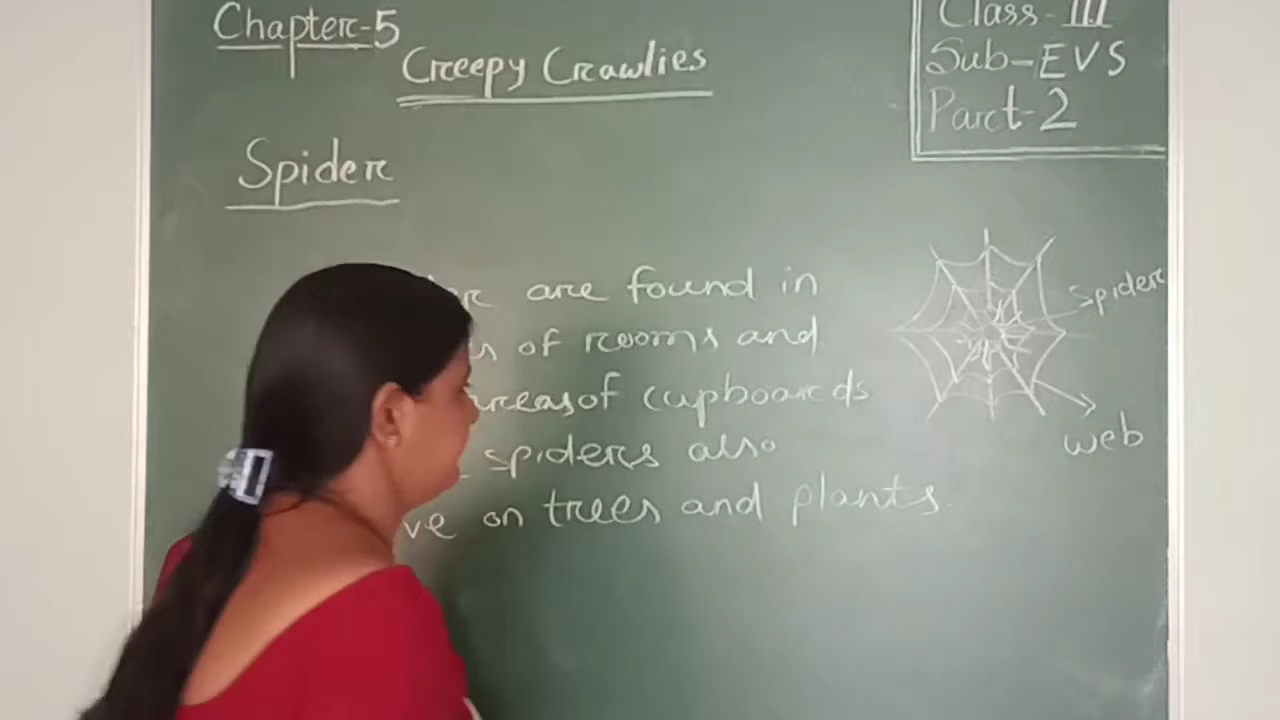 Chapter-5
Creepy Crawlies
Class-III
Sub-EVS
Part-2
Spider
are found in
of rooms and
areas of cupboards
spiders also
on trees and plants.
spider
web